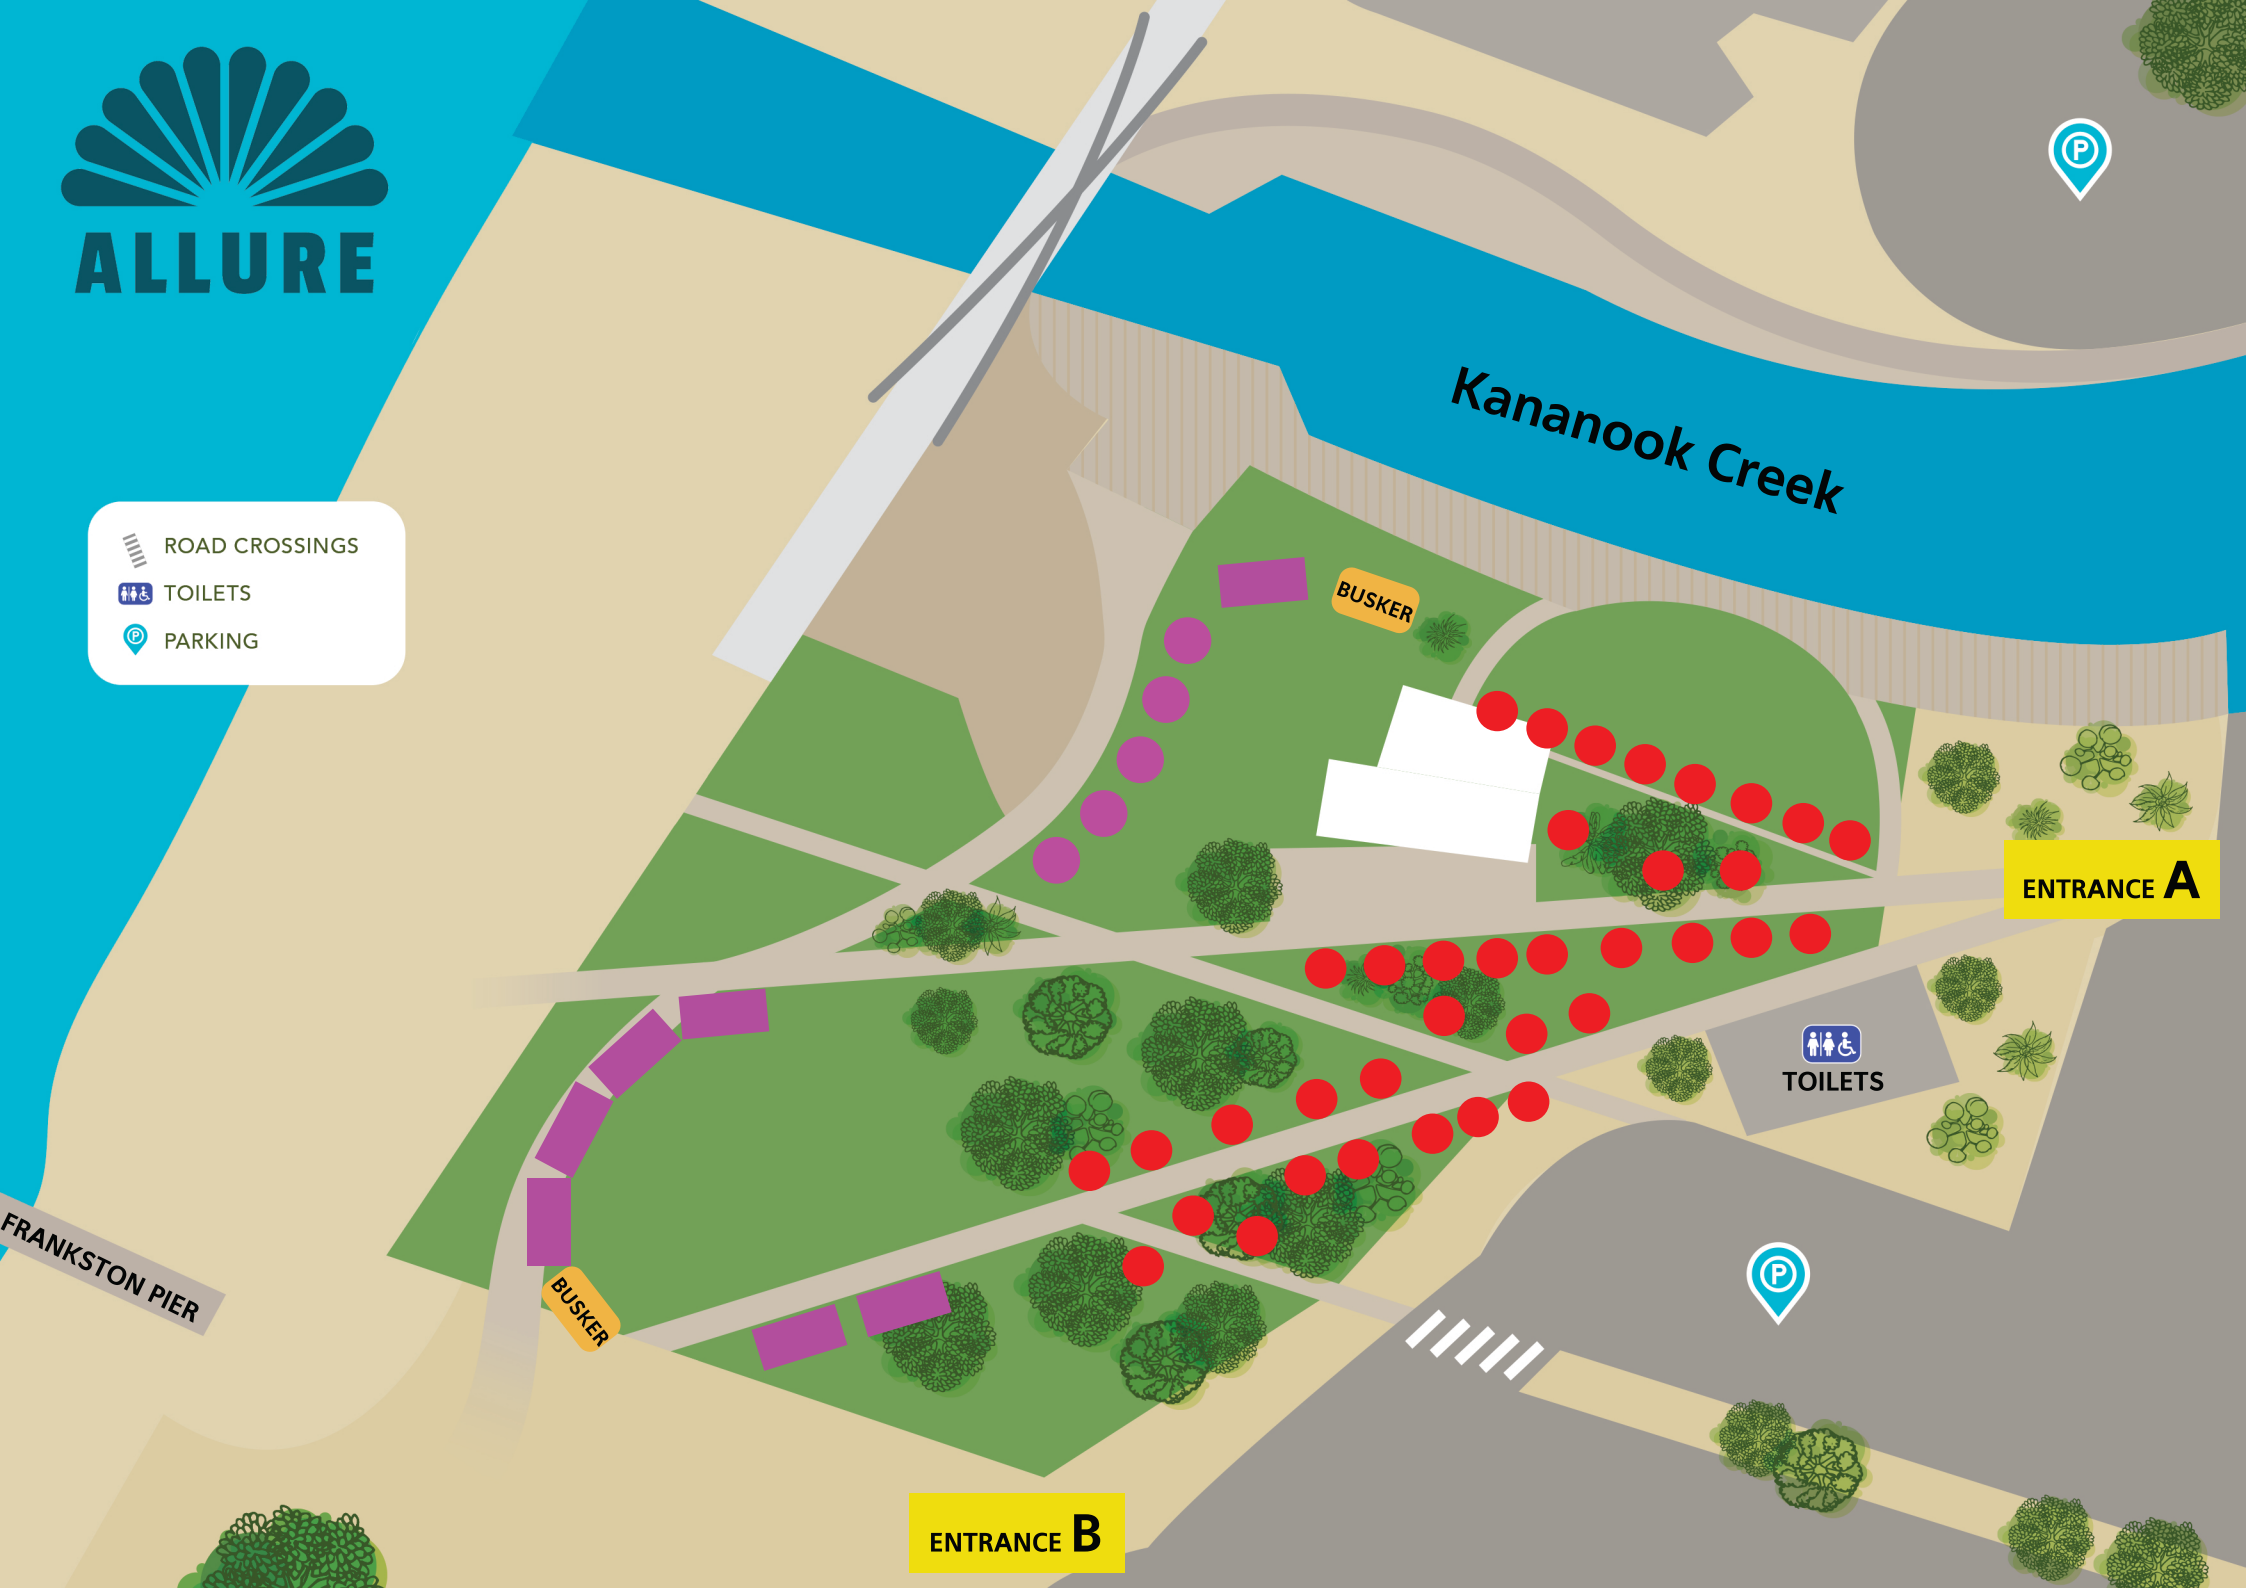 ALLURE
Kananook Creek
ROAD CROSSINGS
TOILETS
PARKING
P
P
BUSKER
ENTRANCE A
TOILETS
FRANKSTON PIER
BUSKER
P
ENTRANCE B